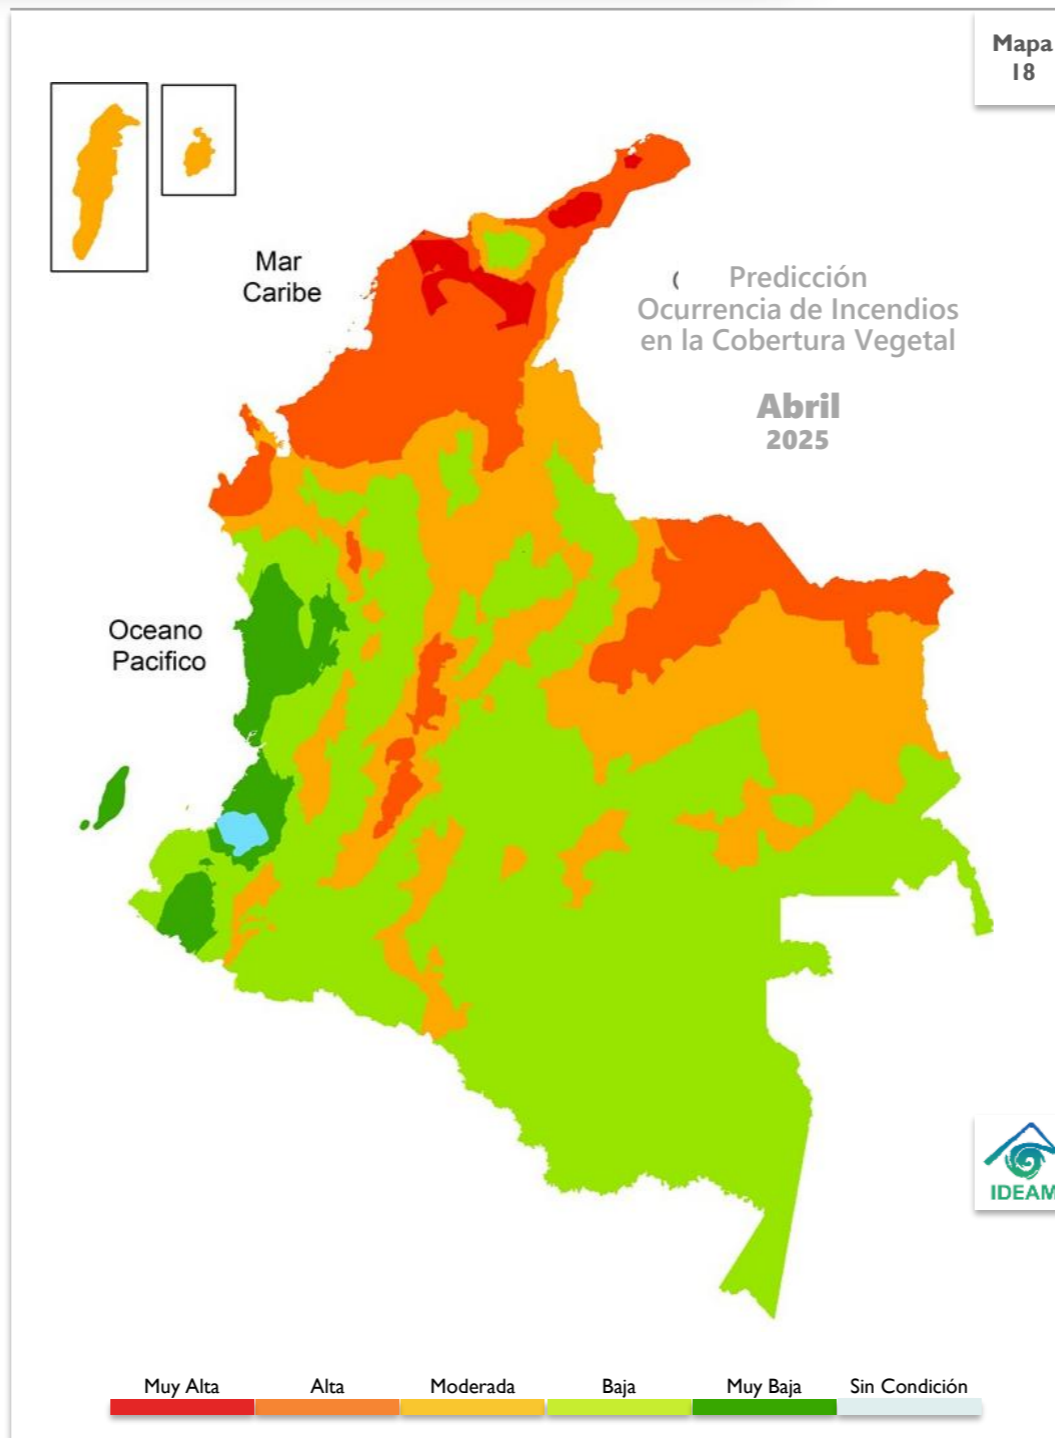 Mapa
18
Mar
Caribe
( Predicción
Ocurrencia de Incendios
en la Cobertura Vegetal
Abril
2025
Oceano
Pacifico
IDEAM
Muy Alta Alta Moderada Baja Muy Baja Sin Condición